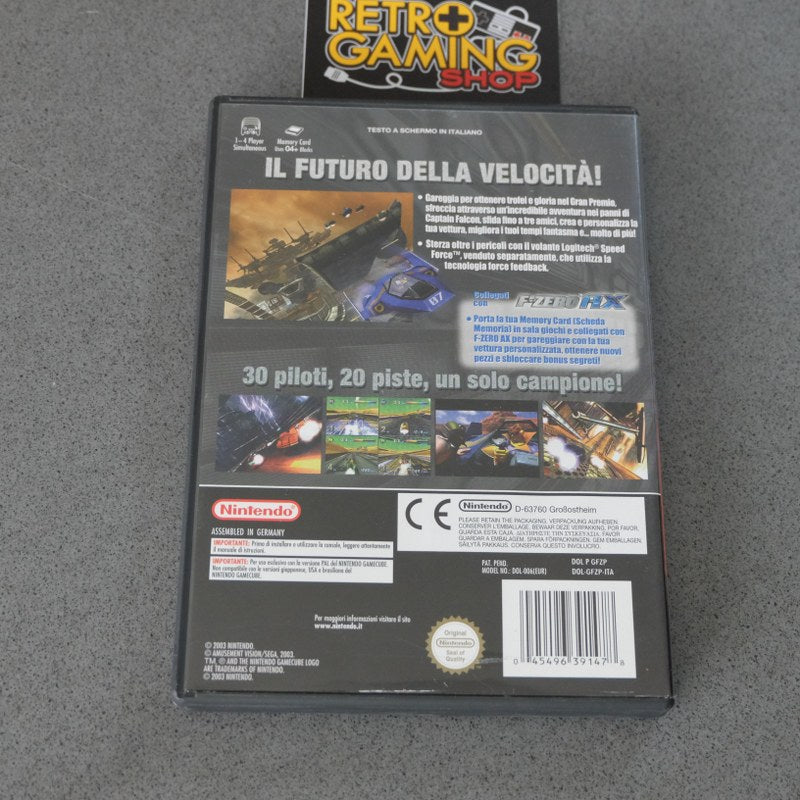 RETRO
GAMING
SHOP
1-4 Player
Simultaneous
Memory Card
Uses 04+ Blocks
TESTO A SCHERMO IN ITALIANO
IL FUTURO DELLA VELOCITÀ!
• Gareggia per ottenere trofei e gloria nel Gran Premio,
sfreccia attraverso un'incredibile avventura nei panni di
Captain Falcon, sfida fino a tre amici, crea e personalizza la
tua vettura, migliora i tuoi tempi fantasma e... molto di più!
• Sterza oltre i pericoli con il volante Logitech® Speed
Force™, venduto separatamente, che utilizza la
tecnologia force feedback.
07
Collegati
con
F-ZERO AX
• Porta la tua Memory Card (Scheda
Memoria) in sala giochi e collegati con
F-ZERO AX per gareggiare con la tua
vettura personalizzata, ottenere nuovi
pezzi e sbloccare bonus segreti!
30 piloti, 20 piste, un solo campione!
Nintendo
ASSEMBLED IN GERMANY
IMPORTANTE: Prima di installare o utilizzare la console, leggere attentamente
il manuale di istruzioni.
IMPORTANTE: Per uso esclusivo con la versione PAL del NINTENDO GAMECUBE.
Non compatibile con le versioni giapponese, USA e brasiliana del
NINTENDO GAMECUBE.
CE
Nintendo D-63760 Großostheim
PLEASE RETAIN THE PACKAGING. VERPACKUNG AUFHEBEN.
CONSERVER L'EMBALLAGE. BEWAAR DEZE VERPAKKING. POR FAVOR,
GUARDA ESTA CAJA. ΔΙΑΤΗΡΗΣΤΕ ΤΗΝ ΣΥΣΚΕΥΑΣΙΑ. FAVOR
GUARDAR A EMBALAGEM. SPARA FÖRPACKNINGEN. GEM EMBALLAGEN.
SÄILYTÄ PAKKAUS. CONSERVA QUESTO INVOLUCRO.
PAT. PEND.
MODEL NO.: DOL-006(EUR)
DOL P GFZP
DOL-GFZP-ITA
Per maggiori informazioni visitare il sito
www.nintendo.it
Original
Nintendo
Seal of
Quality
0 45496 39147 8
© 2003 NINTENDO.
© AMUSEMENT VISION/SEGA, 2003.
TM, ® AND THE NINTENDO GAMECUBE LOGO
ARE TRADEMARKS OF NINTENDO.
© 2003 NINTENDO.